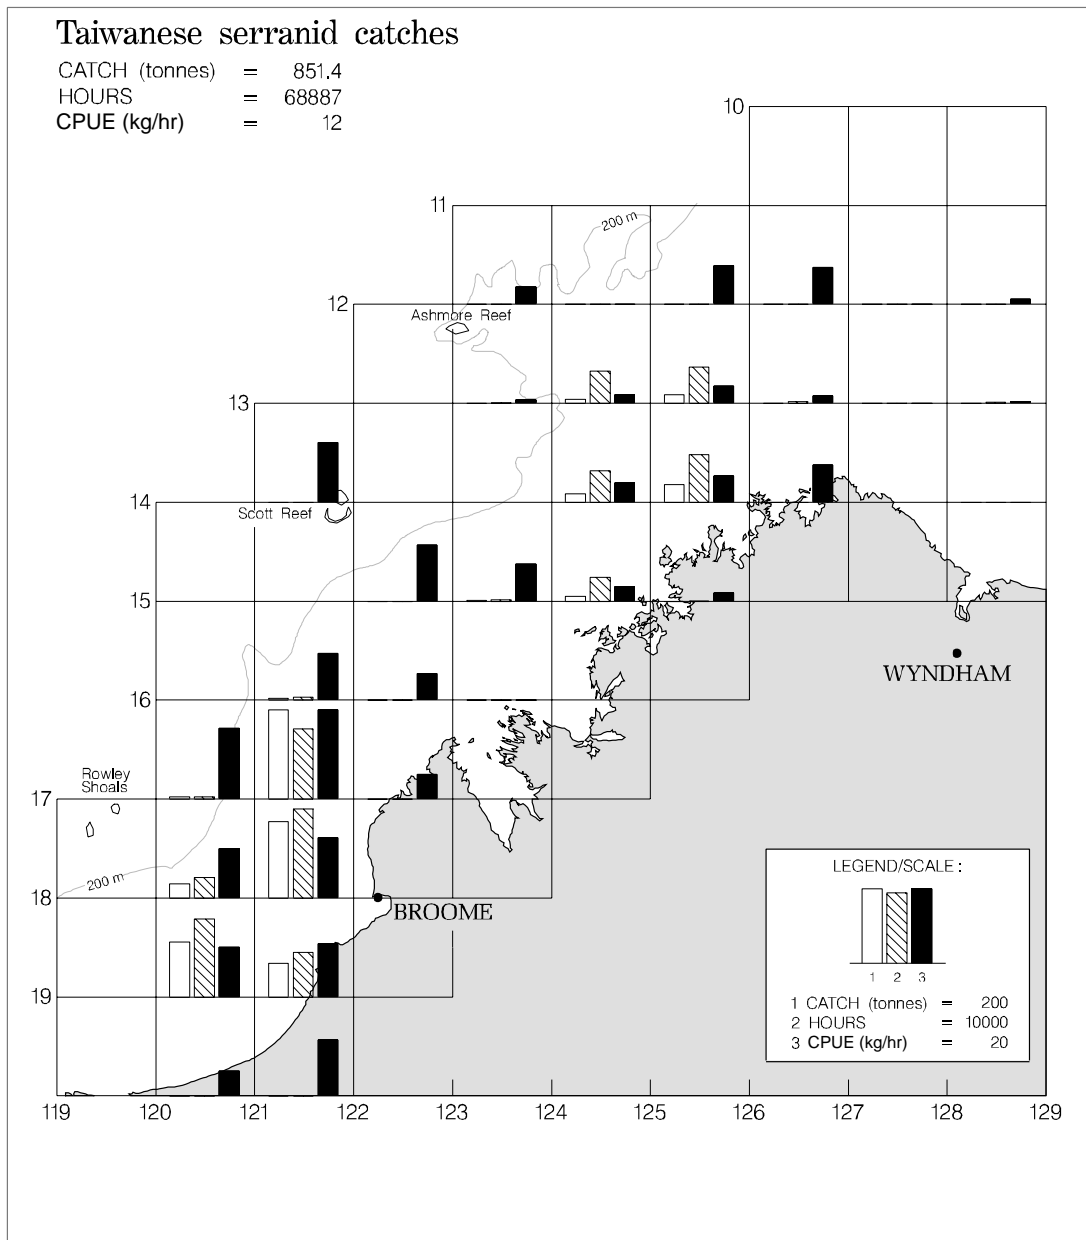 Taiwanese serranid catches
CATCH (tonnes) = 851.4
HOURS = 68887
CPUE (kg/hr) = 12
10
11
200 m
12
Ashmore Reef
13
14
Scott Reef
15
WYNDHAM
16
Rowley
Shoals
17
200 m
18
BROOME
19
LEGEND/SCALE :
1 2 3
1 CATCH (tonnes) = 200
2 HOURS = 10000
3 CPUE (kg/hr) = 20
119 120 121 122 123 124 125 126 127 128 129